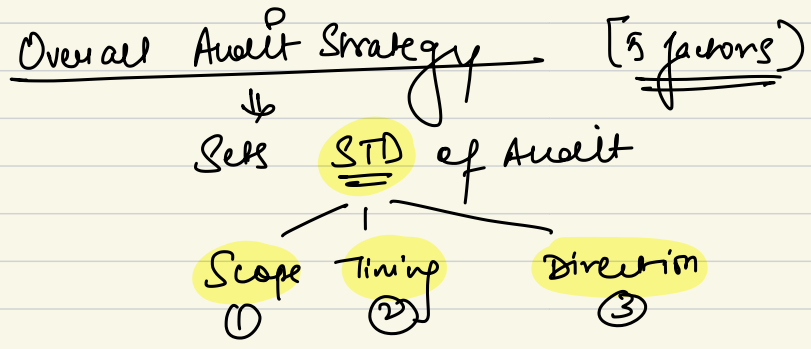 Overall Audit Strategy [5 factors)
Sets STD of Audit
Scope Timing Direction
① ② ③